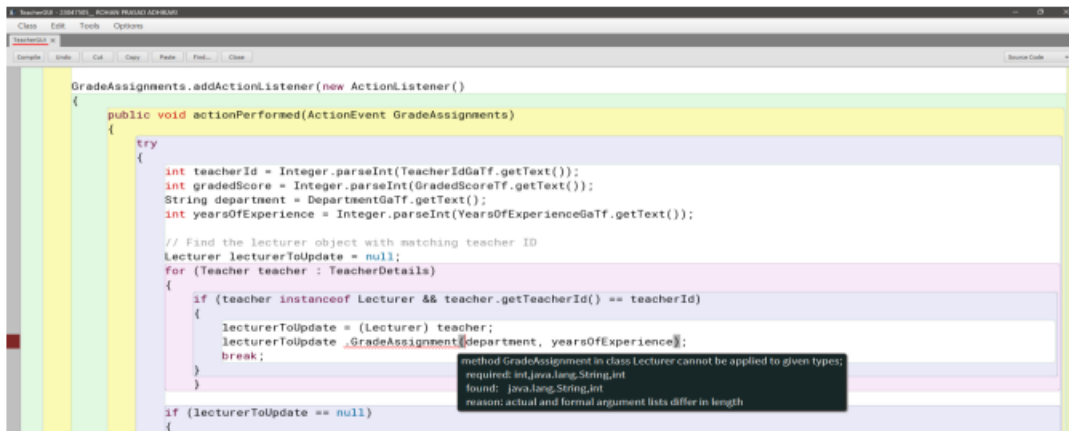 TeacherGUI - 23047505_ ROHAN PRASAD ADHIKARI
Class Edit Tools Options
TeacherGUI ×
Compile Undo Cut Copy Paste Find... Close Source Code
GradeAssignments.addActionListener(new ActionListener()
{
public void actionPerformed(ActionEvent GradeAssignments)
{
try
{
int teacherId = Integer.parseInt(TeacherIdGaTf.getText());
int gradedScore = Integer.parseInt(GradedScoreTf.getText());
String department = DepartmentGaTf.getText();
int yearsOfExperience = Integer.parseInt(YearsOfExperienceGaTf.getText());
// Find the lecturer object with matching teacher ID
Lecturer lecturerToUpdate = null;
for (Teacher teacher : TeacherDetails)
{
if (teacher instanceof Lecturer && teacher.getTeacherId() == teacherId)
{
lecturerToUpdate = (Lecturer) teacher;
lecturerToUpdate .GradeAssignment(department, yearsOfExperience);
break;
method GradeAssignment in class Lecturer cannot be applied to given types;
required: int,java.lang.String,int
found: java.lang.String,int
reason: actual and formal argument lists differ in length
}
}
if (lecturerToUpdate == null)
{